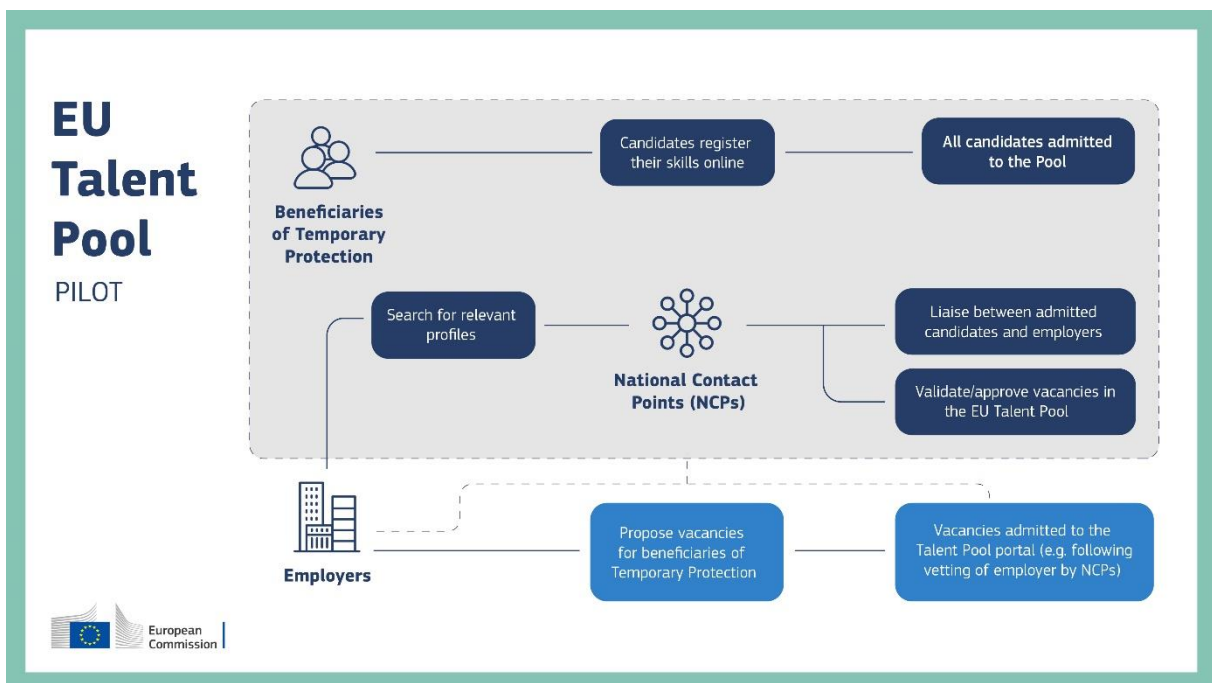 EU
Talent
Pool
PILOT
Beneficiaries
of Temporary
Protection
Candidates register
their skills online
All candidates admitted
to the Pool
Search for relevant
profiles
National Contact
Points (NCPs)
Liaise between admitted
candidates and employers
Validate/approve vacancies in
the EU Talent Pool
Employers
Propose vacancies
for beneficiaries of
Temporary Protection
Vacancies admitted to the
Talent Pool portal (e.g. following
vetting of employer by NCPs)
European
Commission